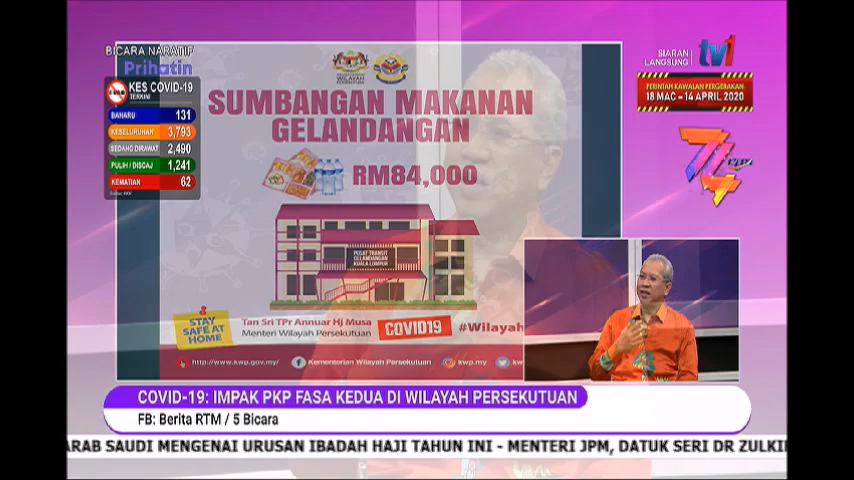 BICARA NARATIF
Prihatin
KES COVID-19
TERKINI
BAHARU 131
KESELURUHAN 3,793
SEDANG DIRAWAT 2,490
PULIH / DISCAJ 1,241
KEMATIAN 62
SUMBANGAN MAKANAN
GELANDANGAN
RM84,000
PUSAT TRANSIT
GELANDANGAN
KUALA LUMPUR
STAY
SAFE AT
HOME
Tan Sri TPr Annuar Hj Musa
Menteri Wilayah Persekutuan
COVID19
#Wilayah
http://www.kwp.gov.my/
Kementerian Wilayah Persekutuan
kwp.my
kwp
SIARAN
LANGSUNG
tv1
PERINTAH KAWALAN PERGERAKAN
18 MAC – 14 APRIL 2020
74
COVID-19: IMPAK PKP FASA KEDUA DI WILAYAH PERSEKUTUAN
FB: Berita RTM / 5 Bicara
ARAB SAUDI MENGENAI URUSAN IBADAH HAJI TAHUN INI - MENTERI JPM, DATUK SERI DR ZULKIF